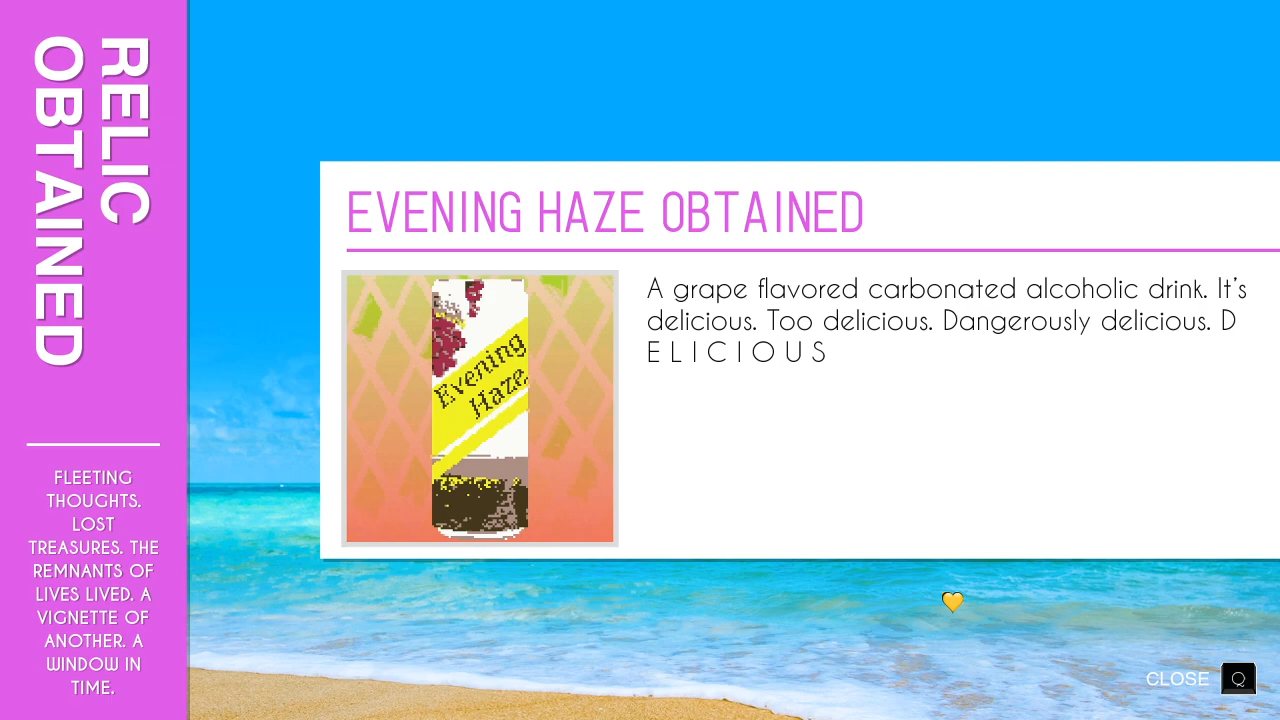 RELIC
OBTAINED
FLEETING
THOUGHTS.
LOST
TREASURES. THE
REMNANTS OF
LIVES LIVED. A
VIGNETTE OF
ANOTHER. A
WINDOW IN
TIME.
EVENING HAZE OBTAINED
Evening
Haze
A grape flavored carbonated alcoholic drink. It's
delicious. Too delicious. Dangerously delicious. D
E L I C I O U S
CLOSE Q